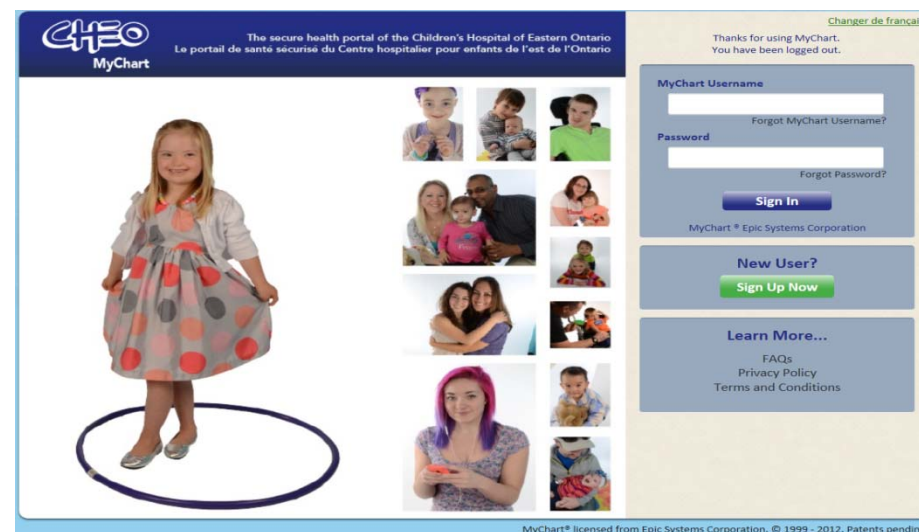 CHEO
MyChart
The secure health portal of the Children's Hospital of Eastern Ontario
Le portail de santé sécurisé du Centre hospitalier pour enfants de l'est de l'Ontario
Changer de françai
Thanks for using MyChart.
You have been logged out.
MyChart Username
Forgot MyChart Username?
Password
Forgot Password?
Sign In
MyChart ® Epic Systems Corporation
New User?
Sign Up Now
Learn More...
FAQs
Privacy Policy
Terms and Conditions
MyChart® licensed from Epic Systems Corporation, © 1999 - 2012. Patents pendin